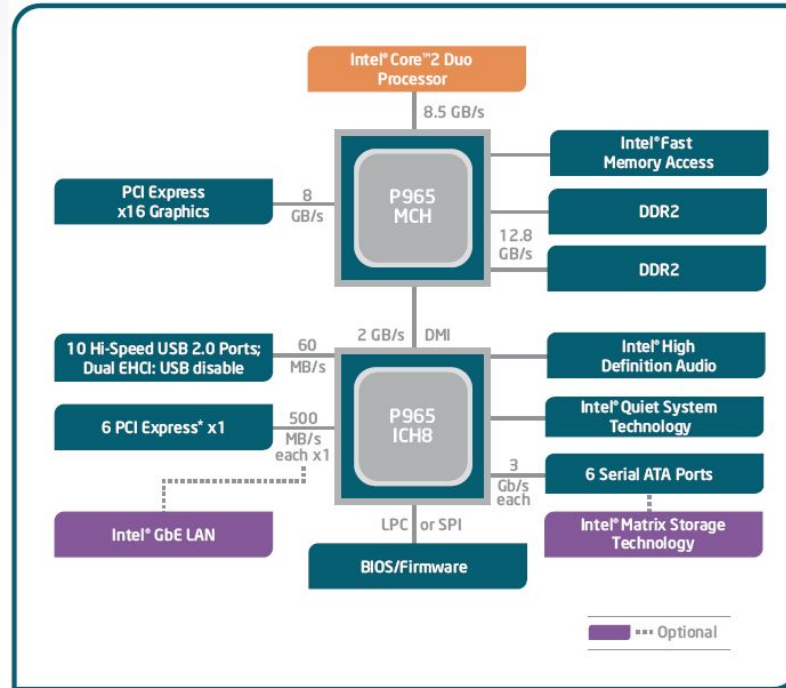 Intel® Core™2 Duo
Processor
8.5 GB/s
Intel® Fast
Memory Access
P965
MCH
PCI Express
x16 Graphics
8
GB/s
DDR2
12.8
GB/s
DDR2
2 GB/s DMI
10 Hi-Speed USB 2.0 Ports;
Dual EHCI: USB disable
60
MB/s
Intel® High
Definition Audio
6 PCI Express* x1
500
MB/s
each x1
P965
ICH8
Intel® Quiet System
Technology
3
Gb/s
each
6 Serial ATA Ports
Intel® GbE LAN
LPC or SPI
Intel® Matrix Storage
Technology
BIOS/Firmware
Optional